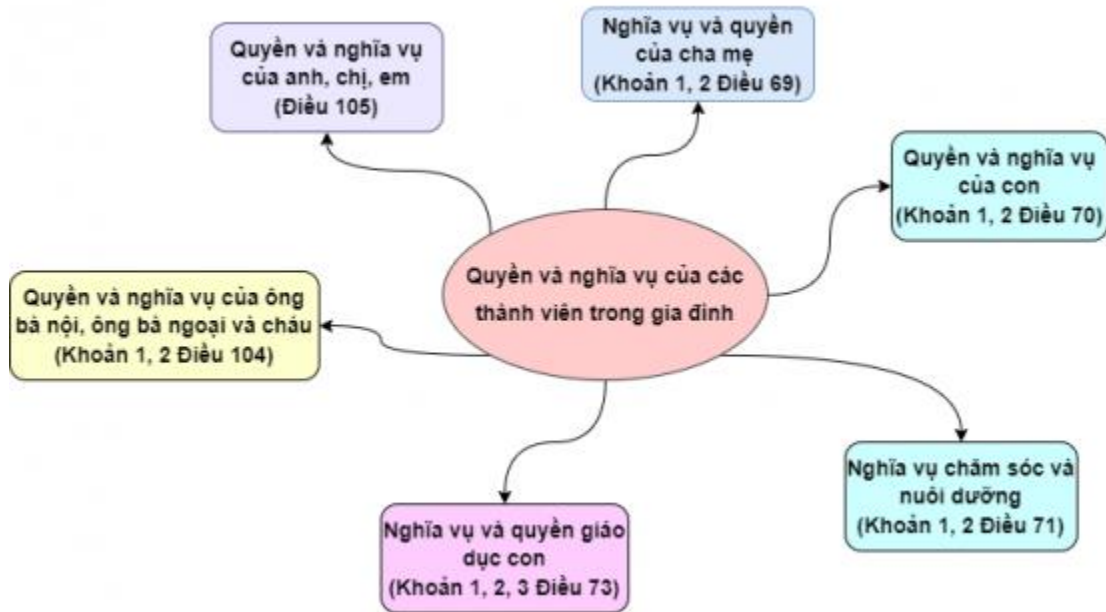 Quyền và nghĩa vụ
của anh, chị, em
(Điều 105)
Nghĩa vụ và quyền
của cha mẹ
(Khoản 1, 2 Điều 69)
Quyền và nghĩa vụ
của con
(Khoản 1, 2 Điều 70)
Quyền và nghĩa vụ của các
thành viên trong gia đình
Quyền và nghĩa vụ của ông
bà nội, ông bà ngoại và cháu
(Khoản 1, 2 Điều 104)
Nghĩa vụ chăm sóc và
nuôi dưỡng
(Khoản 1, 2 Điều 71)
Nghĩa vụ và quyền giáo
dục con
(Khoản 1, 2, 3 Điều 73)